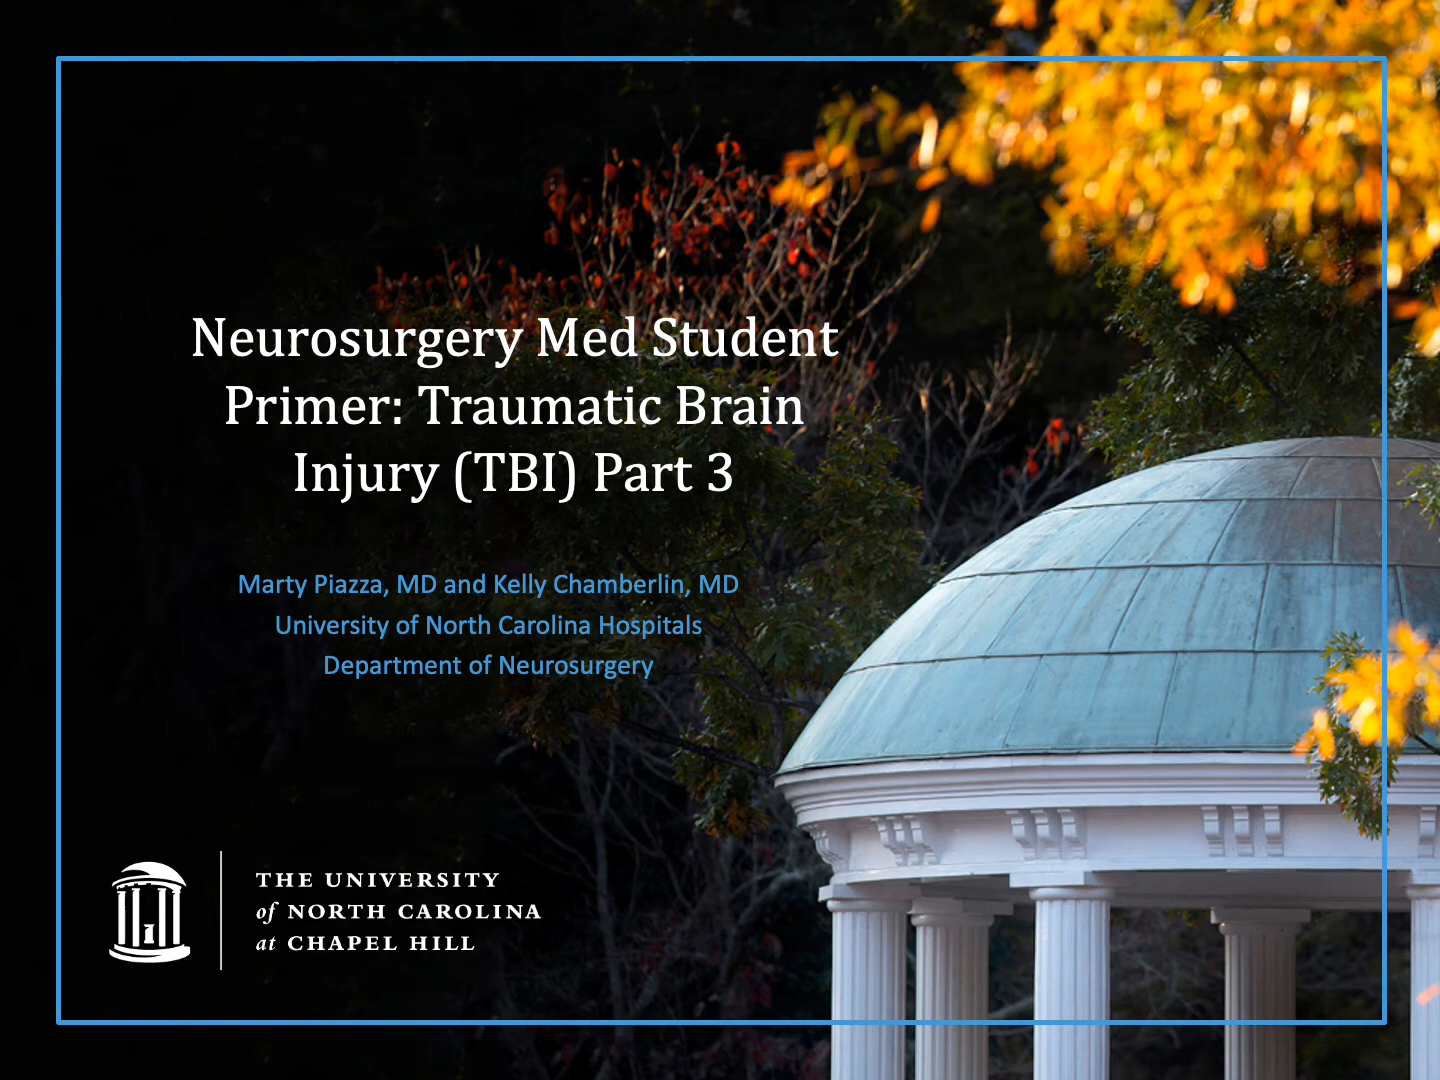 Neurosurgery Med Student
Primer: Traumatic Brain
Injury (TBI) Part 3
Marty Piazza, MD and Kelly Chamberlin, MD
University of North Carolina Hospitals
Department of Neurosurgery
THE UNIVERSITY
of NORTH CAROLINA
at CHAPEL HILL